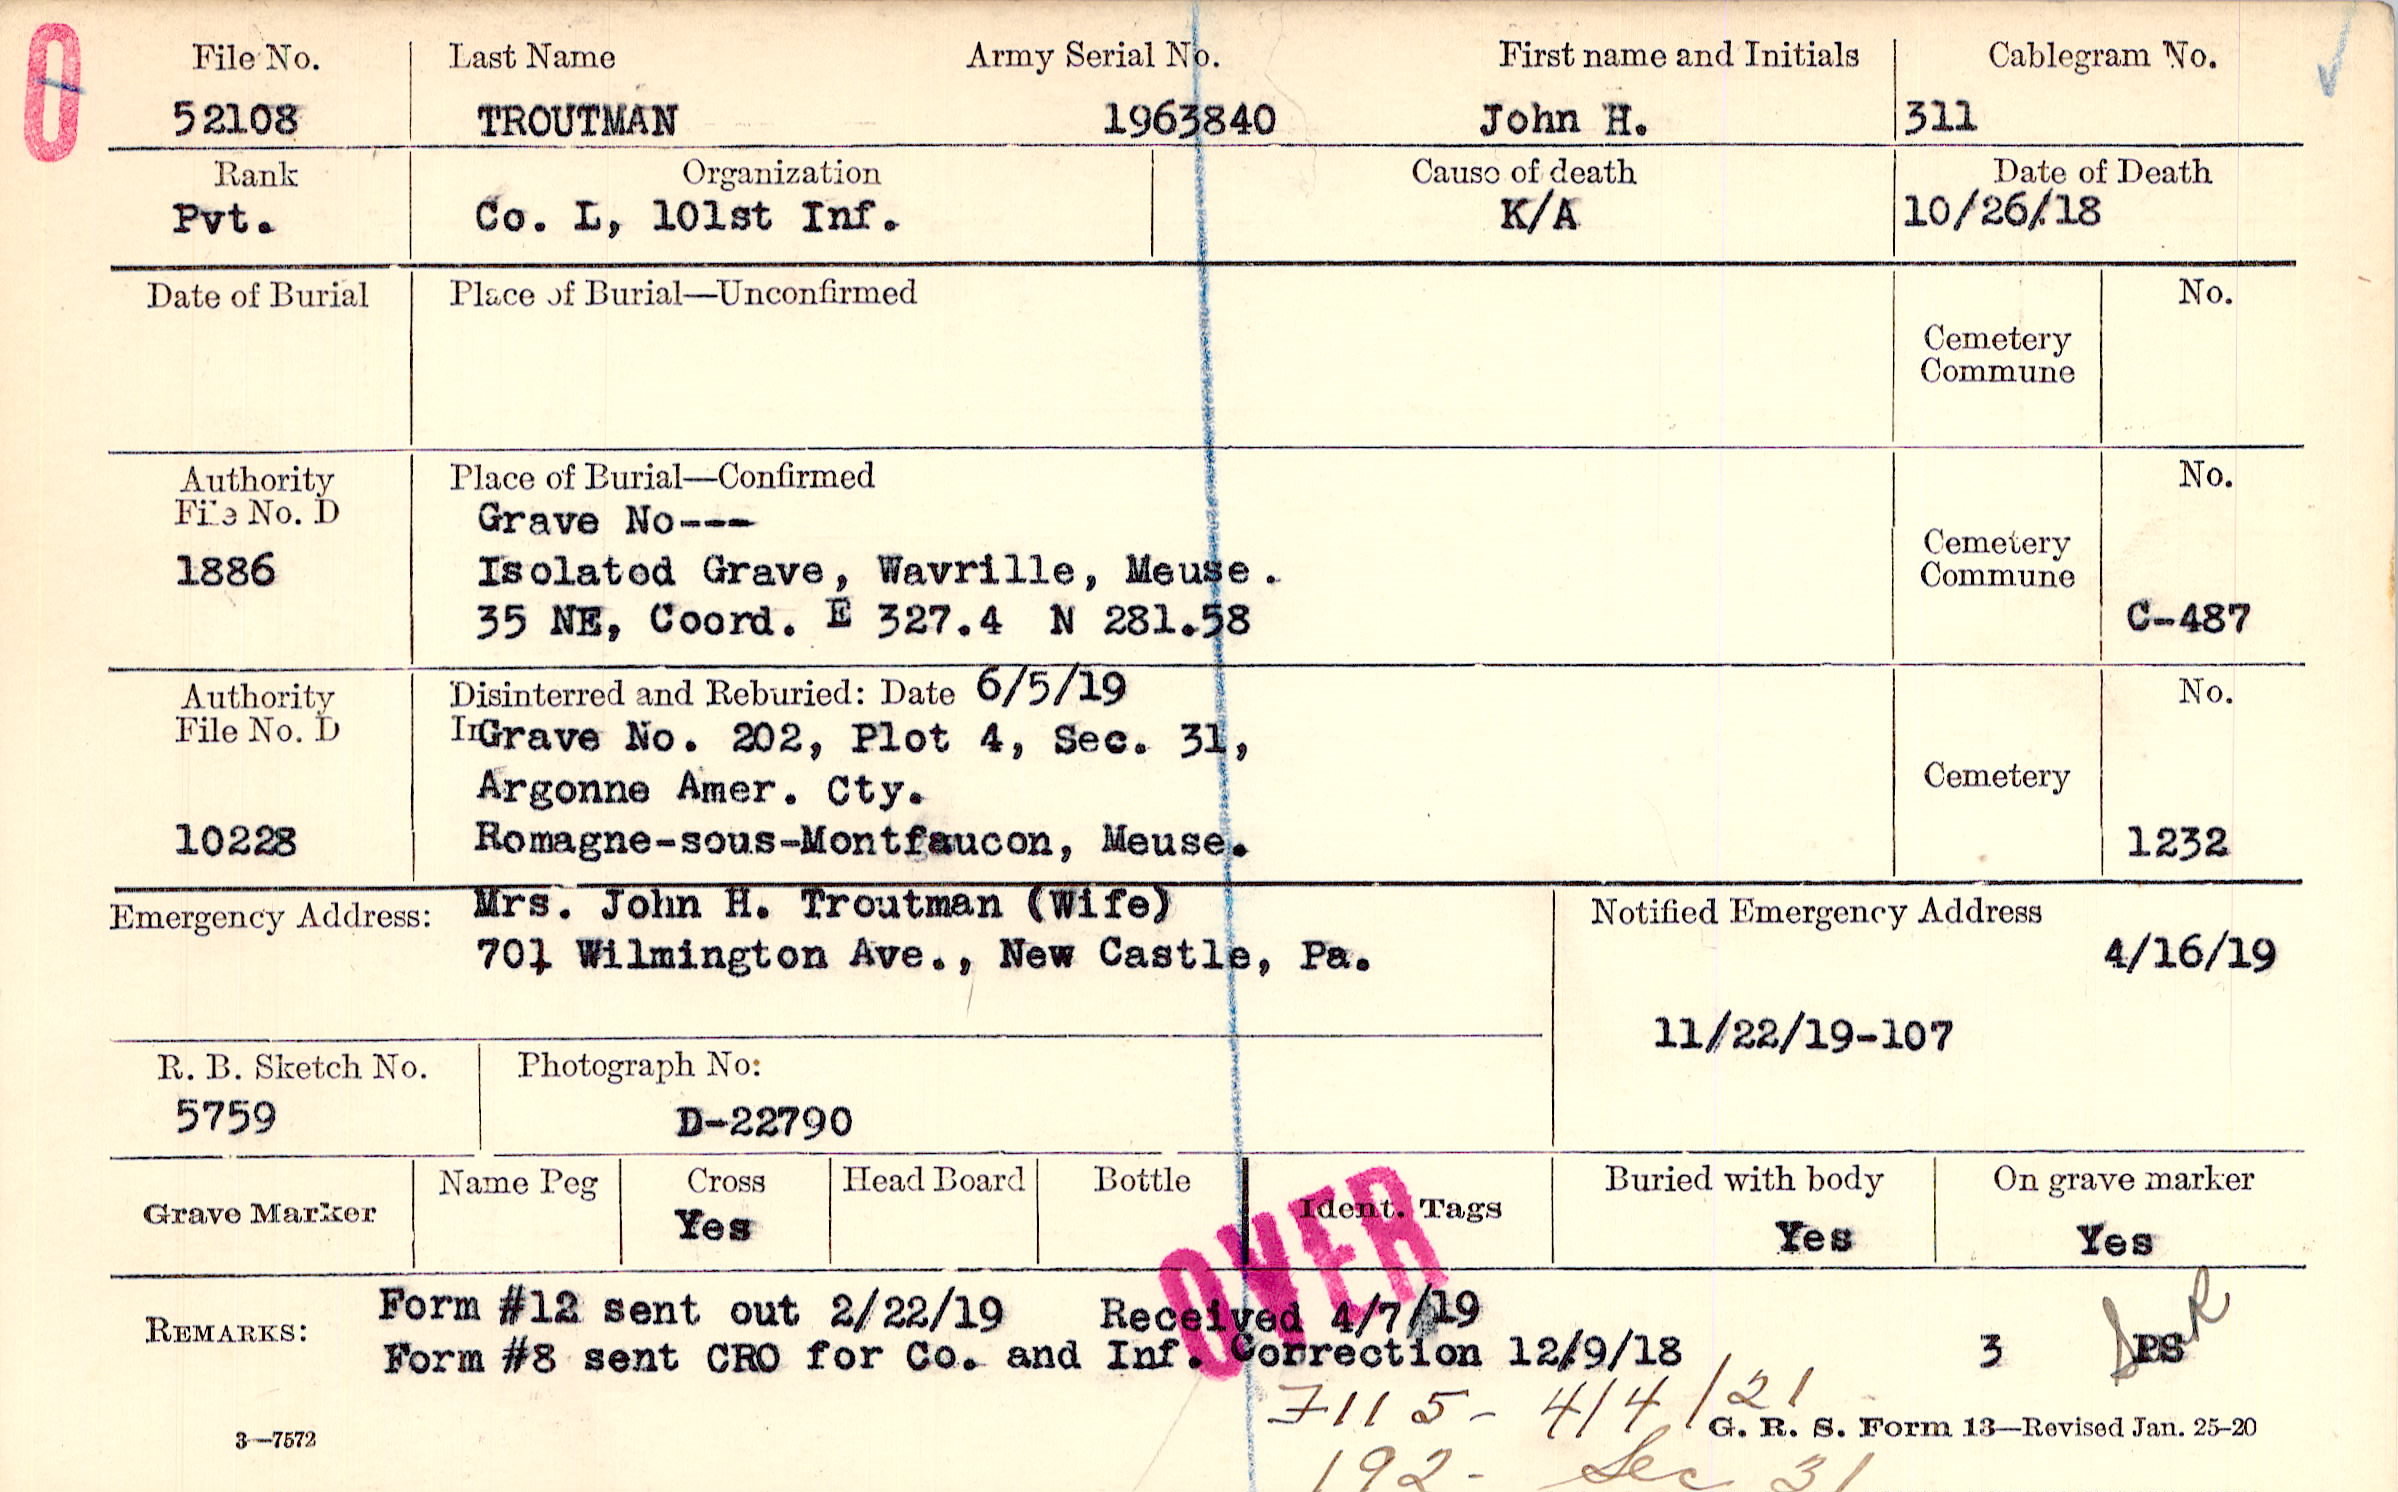 O
File No. Last Name Army Serial No. First name and Initials Cablegram No.
52108 TROUTMAN 1963840 John H. 311
Rank Organization Cause of death Date of Death
Pvt. Co. L, 101st Inf. K/A 10/26/18
Date of Burial Place of Burial—Unconfirmed No.
Cemetery
Commune
Authority Place of Burial—Confirmed No.
File No. D Grave No---
1886 Isolated Grave, Wavrille, Meuse. Cemetery Commune
35 NE, Coord. E 327.4 N 281.58 C-487
Authority Disinterred and Reburied: Date 6/5/19 No.
File No. D In Grave No. 202, Plot 4, Sec. 31,
Argonne Amer. Cty. Cemetery
10228 Romagne-sous-Montfaucon, Meuse. 1232
Emergency Address: Mrs. John H. Troutman (Wife) Notified Emergency Address
701 Wilmington Ave., New Castle, Pa. 4/16/19
11/22/19-107
R. B. Sketch No. Photograph No:
5759 D-22790
Grave Marker Name Peg Cross Head Board Bottle Ident. Tags Buried with body On grave marker
Yes Yes Yes
OVER
REMARKS: Form #12 sent out 2/22/19 Received 4/7/19
Form #8 sent CRO for Co. and Inf. Correction 12/9/18 3 PS
7115- 4/4/21
3—7572 G. R. S. Form 13—Revised Jan. 25-20
192- Sec 31